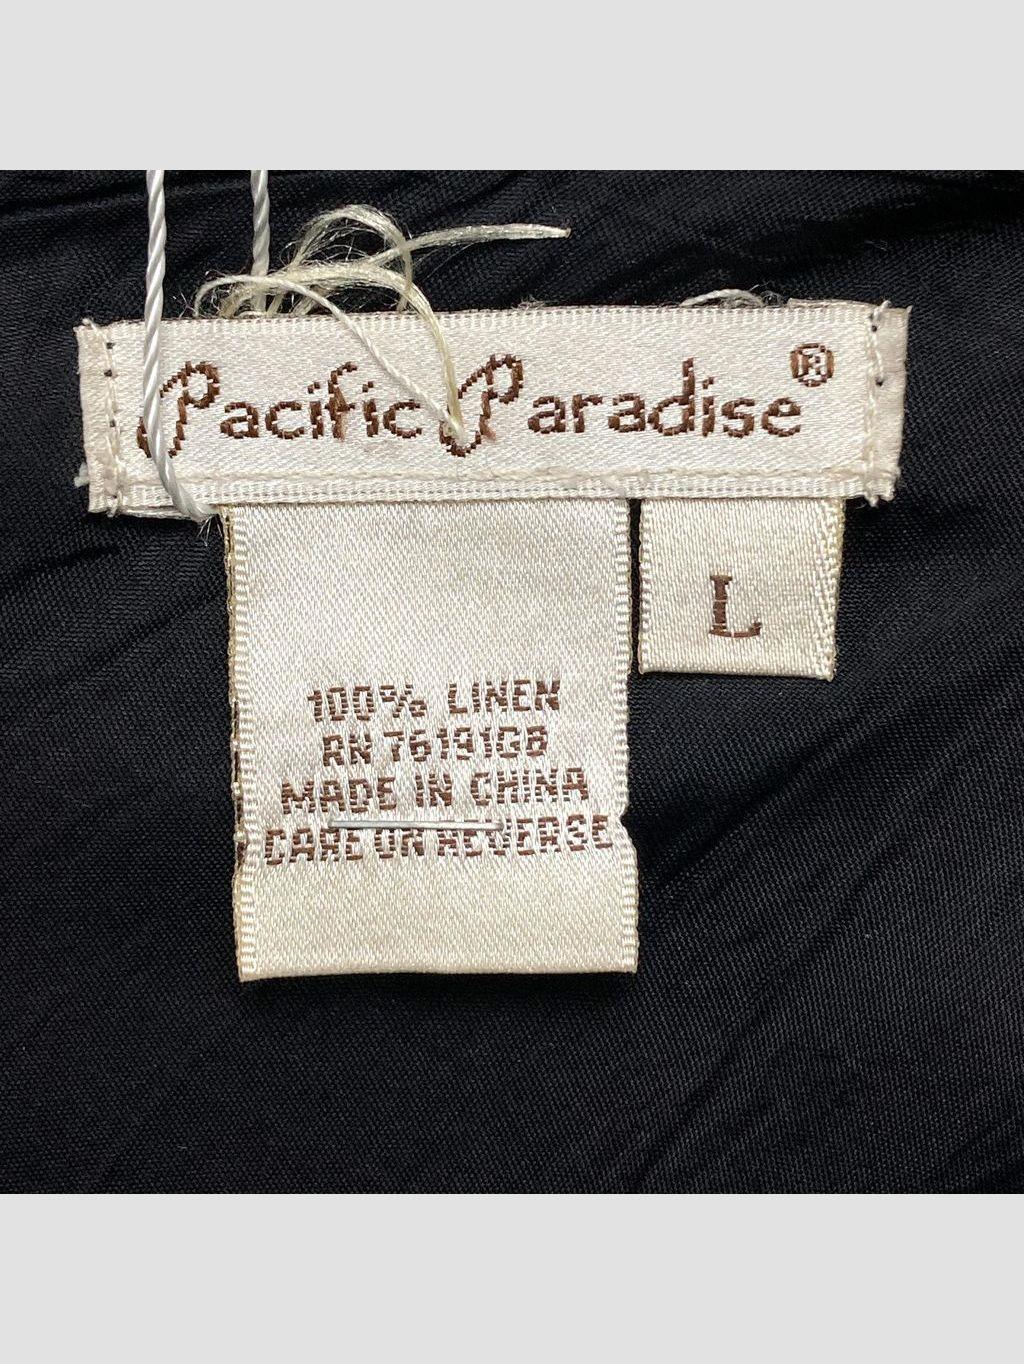 Pacific Paradise®
L
100% LINEN
RN 76191GB
MADE IN CHINA
CARE ON REVERSE